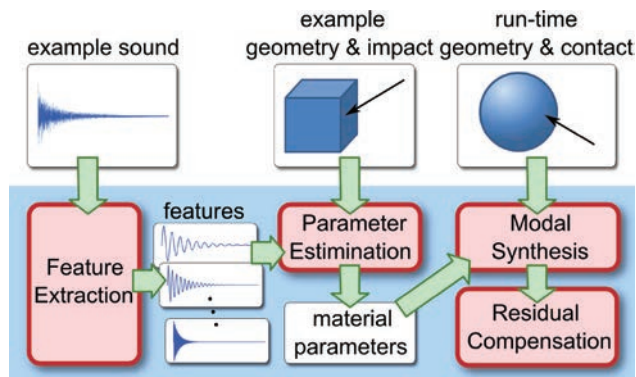 example sound
example
geometry & impact
run-time
geometry & contact
features
Feature
Extraction
Parameter
Estimination
material
parameters
Modal
Synthesis
Residual
Compensation